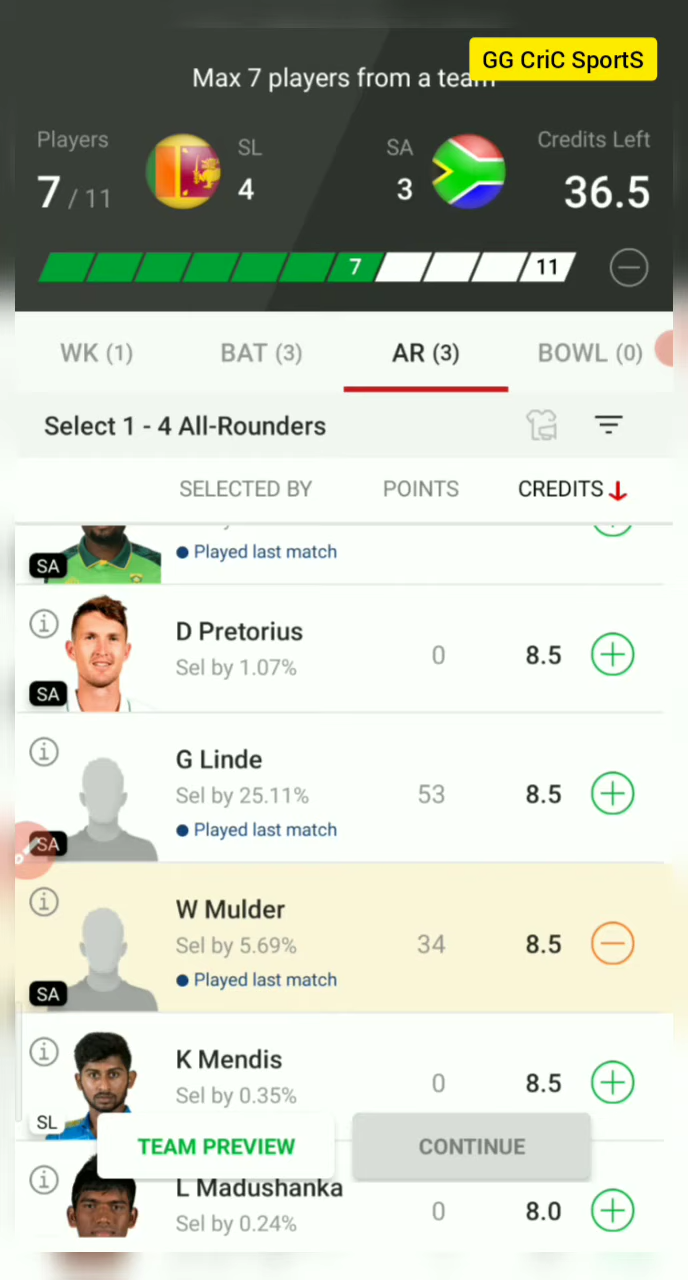 GG CriC SportS
Max 7 players from a team
Players
SL
SA
Credits Left
7 / 11
4
3
36.5
7
11
WK (1)
BAT (3)
AR (3)
BOWL (0)
Select 1 - 4 All-Rounders
SELECTED BY
POINTS
CREDITS
Played last match
SA
D Pretorius
Sel by 1.07%
0
8.5
SA
G Linde
Sel by 25.11%
53
8.5
Played last match
SA
W Mulder
Sel by 5.69%
34
8.5
Played last match
SA
K Mendis
Sel by 0.35%
0
8.5
SL
TEAM PREVIEW
CONTINUE
L Madushanka
Sel by 0.24%
0
8.0